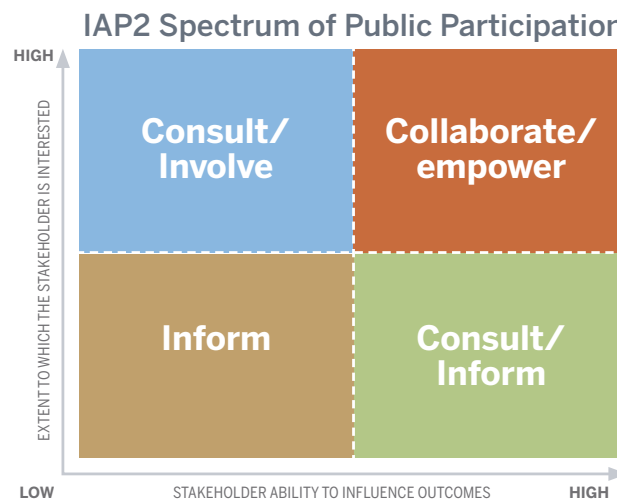 IAP2 Spectrum of Public Participation
HIGH
EXTENT TO WHICH THE STAKEHOLDER IS INTERESTED
Consult/
Involve
Collaborate/
empower
Inform
Consult/
Inform
LOW
STAKEHOLDER ABILITY TO INFLUENCE OUTCOMES
HIGH